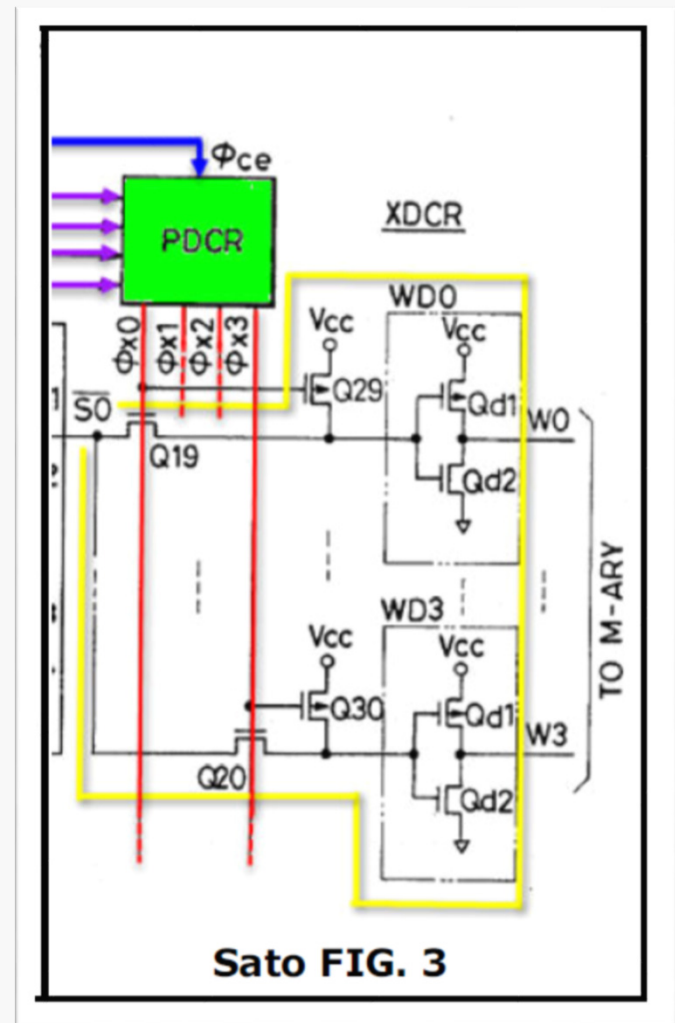 Φce
PDCR
XDCR
Φx0
Φx1
Φx2
Φx3
WD0
Vcc
Vcc
S0
Q29
Qd1
W0
Q19
Qd2
TO M-ARY
WD3
Vcc
Vcc
Q30
Qd1
W3
Q20
Qd2
Sato FIG. 3